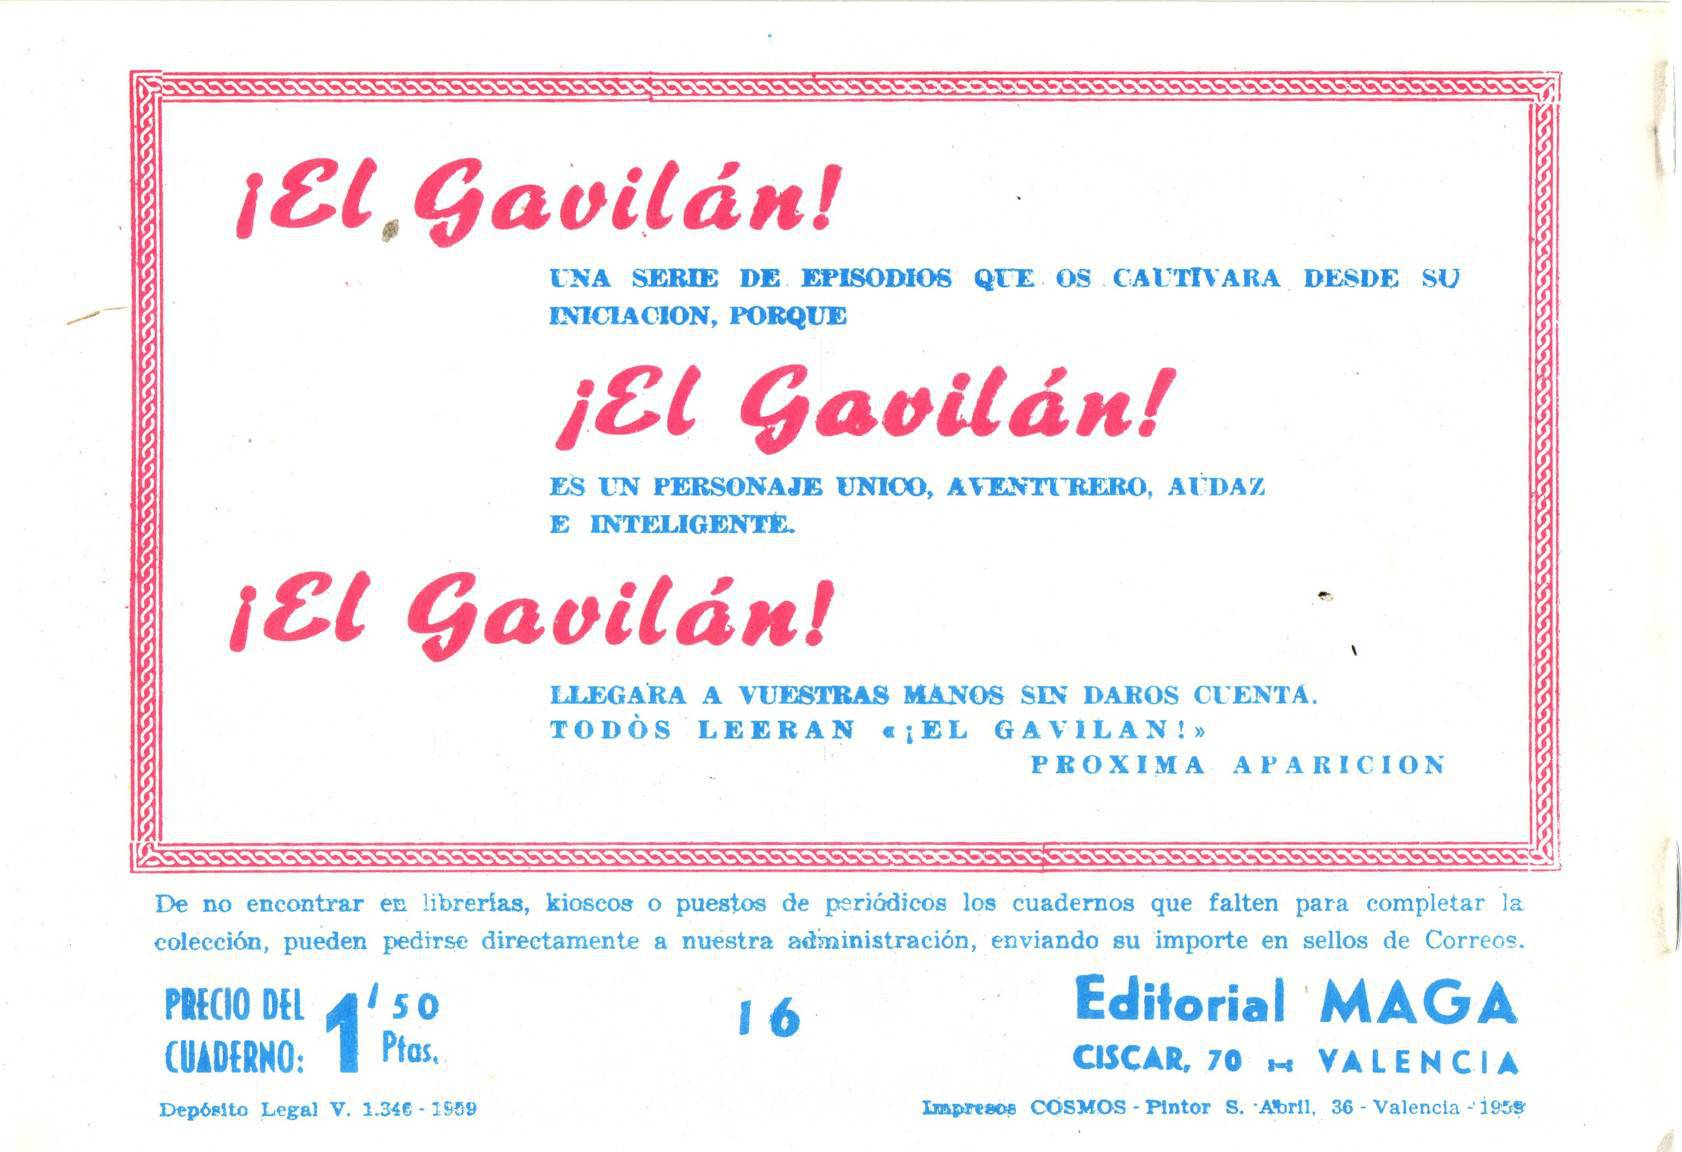 ¡El Gavilán!
UNA SERIE DE EPISODIOS QUE OS CAUTIVARA DESDE SU
INICIACION, PORQUE
¡El Gavilán!
ES UN PERSONAJE UNICO, AVENTURERO, AUDAZ
E INTELIGENTE.
¡El Gavilán!
LLEGARA A VUESTRAS MANOS SIN DAROS CUENTA.
TODOS LEERAN «¡EL GAVILAN!»
PROXIMA APARICION
De no encontrar en librerías, kioscos o puestos de periódicos los cuadernos que falten para completar la
colección, pueden pedirse directamente a nuestra administración, enviando su importe en sellos de Correos.
PRECIO DEL
CUADERNO:
1'50
Ptas.
16
Editorial MAGA
CISCAR, 70 - VALENCIA
Depósito Legal V. 1.346 - 1959
Impresos COSMOS - Pintor S. Abril, 36 - Valencia - 1959